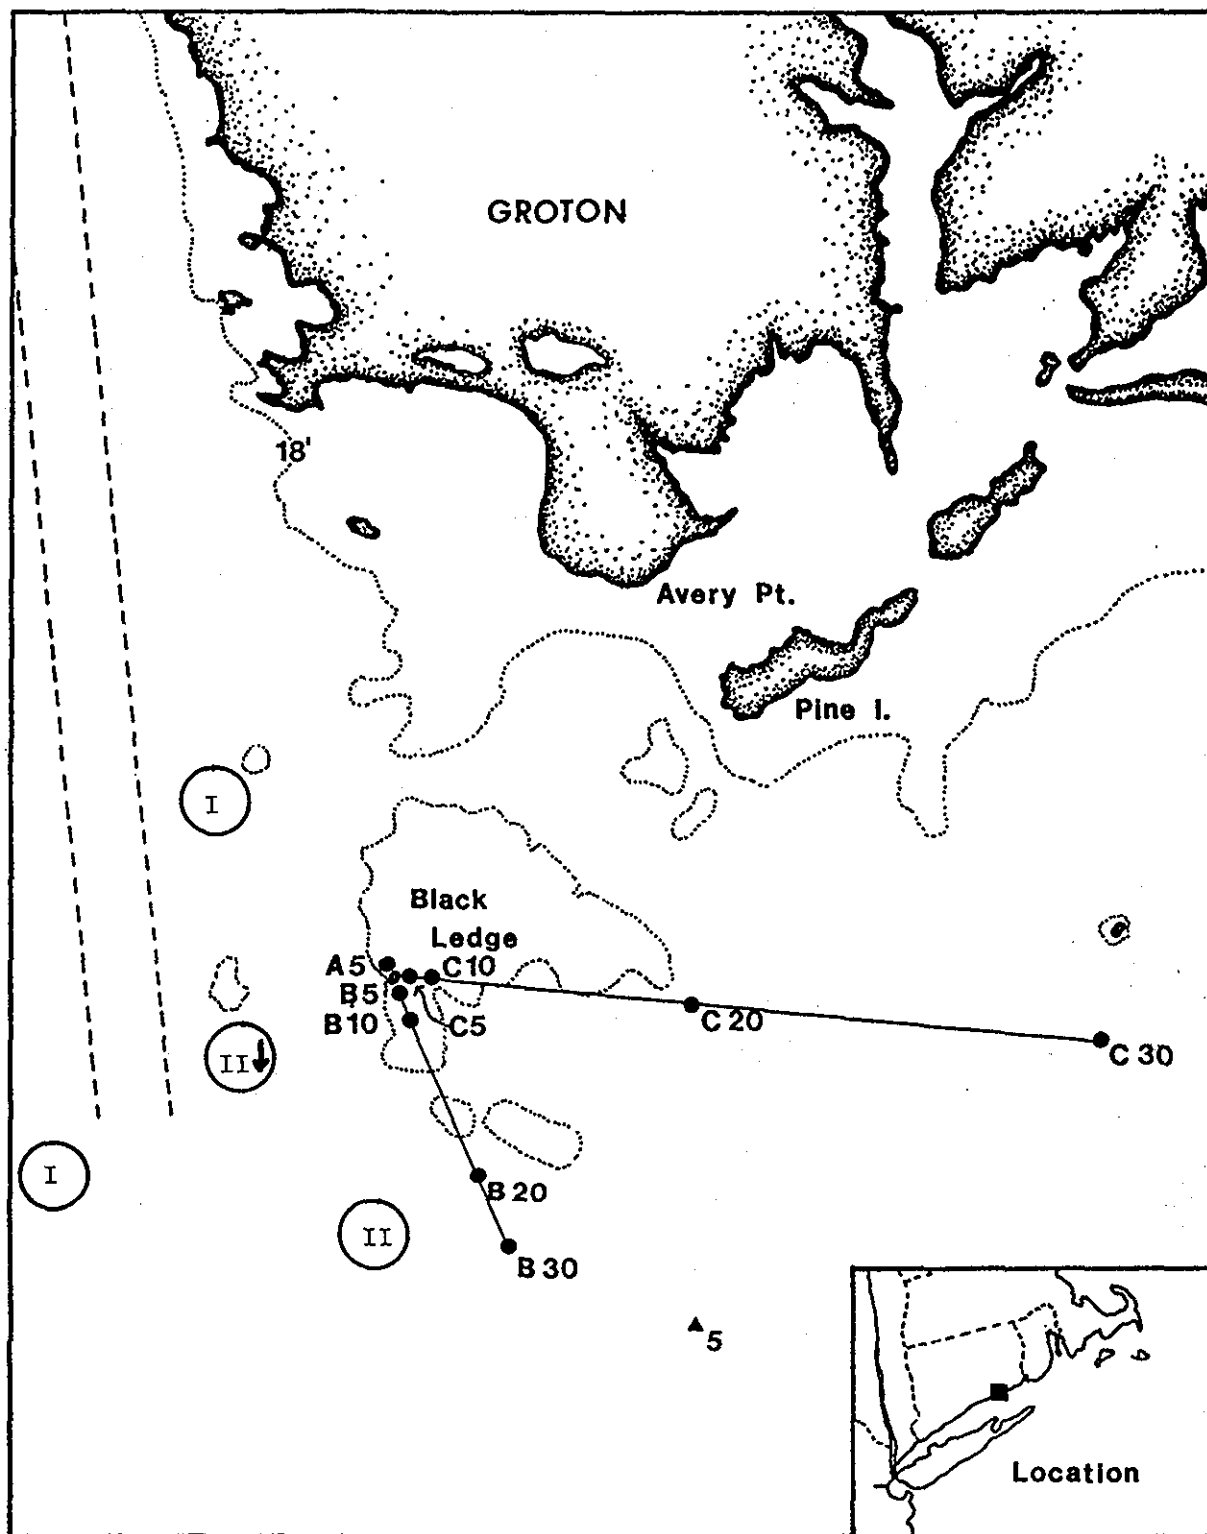 GROTON
18'
Avery Pt.
Pine I.
I
Black
Ledge
A5
C10
B5
B10
C5
C20
C30
II
I
B20
II
B30
5
Location